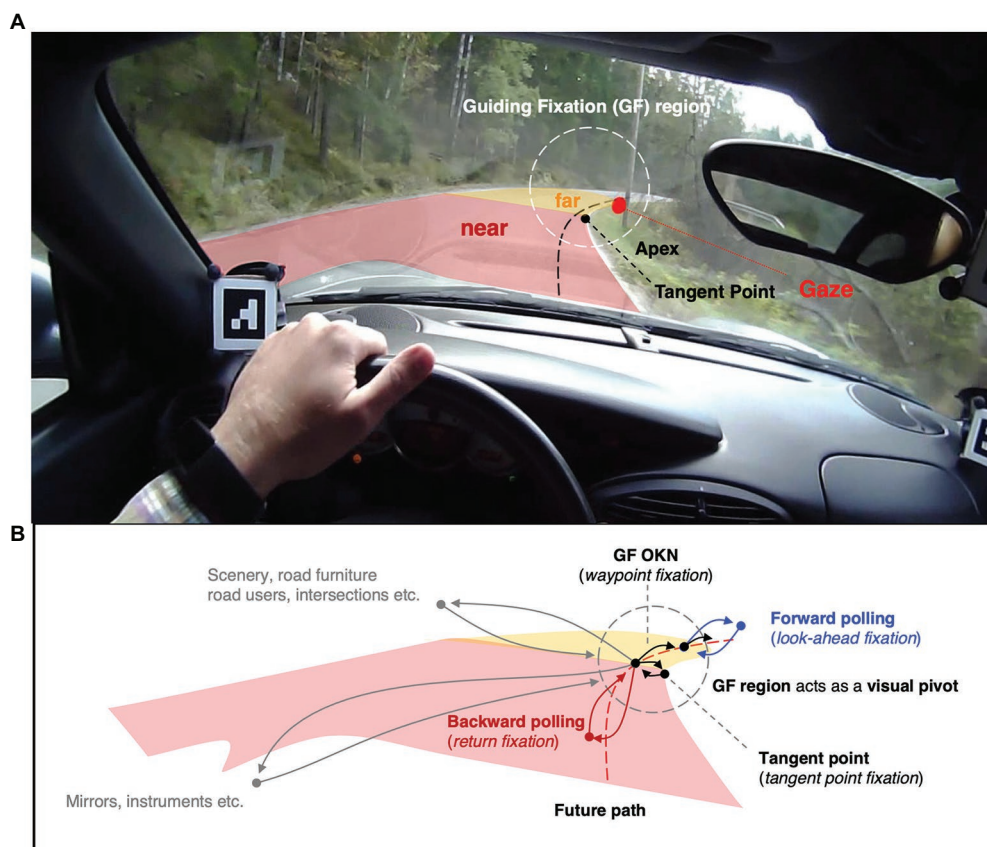 A
Guiding Fixation (GF) region
far
near
Apex
Tangent Point
Gaze
B
GF OKN
(waypoint fixation)
Scenery, road furniture
road users, intersections etc.
Forward polling
(look-ahead fixation)
GF region acts as a visual pivot
Backward polling
(return fixation)
Tangent point
(tangent point fixation)
Mirrors, instruments etc.
Future path